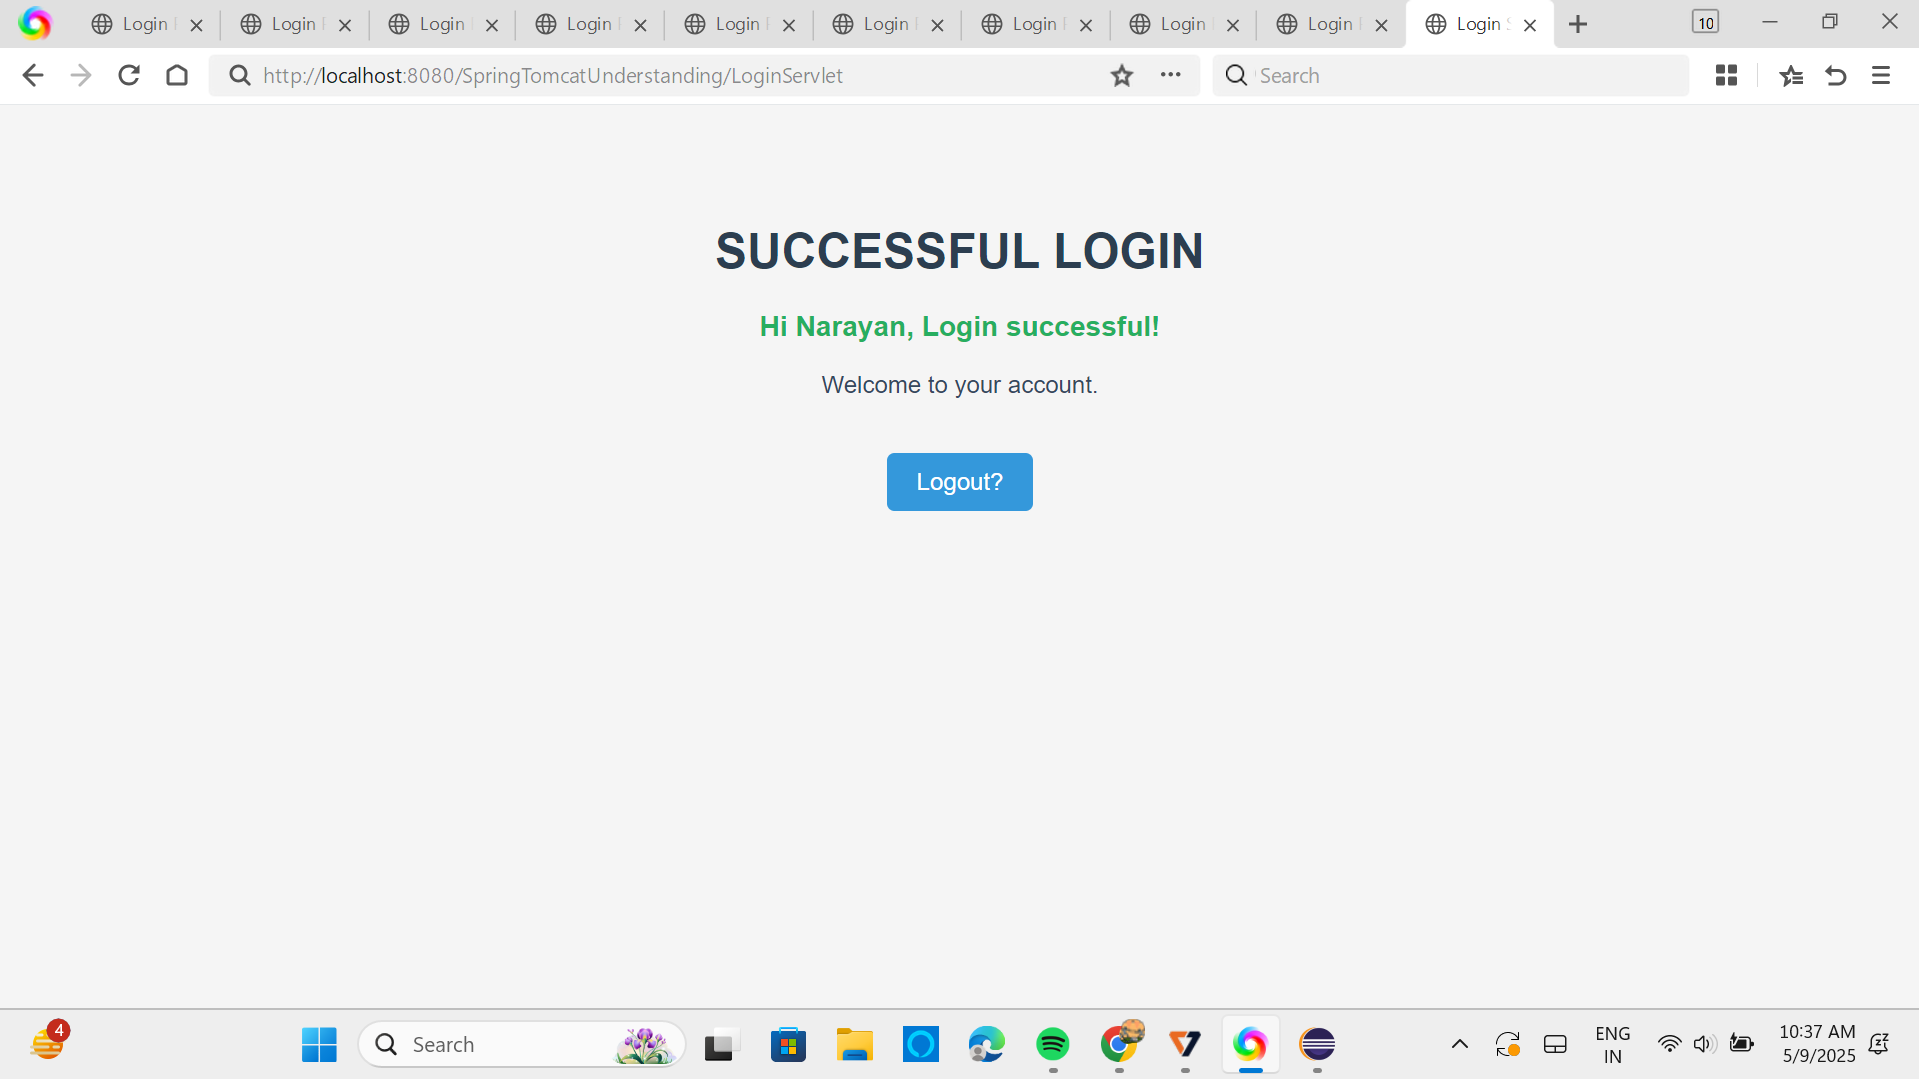 Login
Login
Login
Login
Login
Login
Login
Login
Login
Login
10
http://localhost:8080/SpringTomcatUnderstanding/LoginServlet
Search
SUCCESSFUL LOGIN
Hi Narayan, Login successful!
Welcome to your account.
Logout?
4
Search
ENG
IN
10:37 AM
5/9/2025